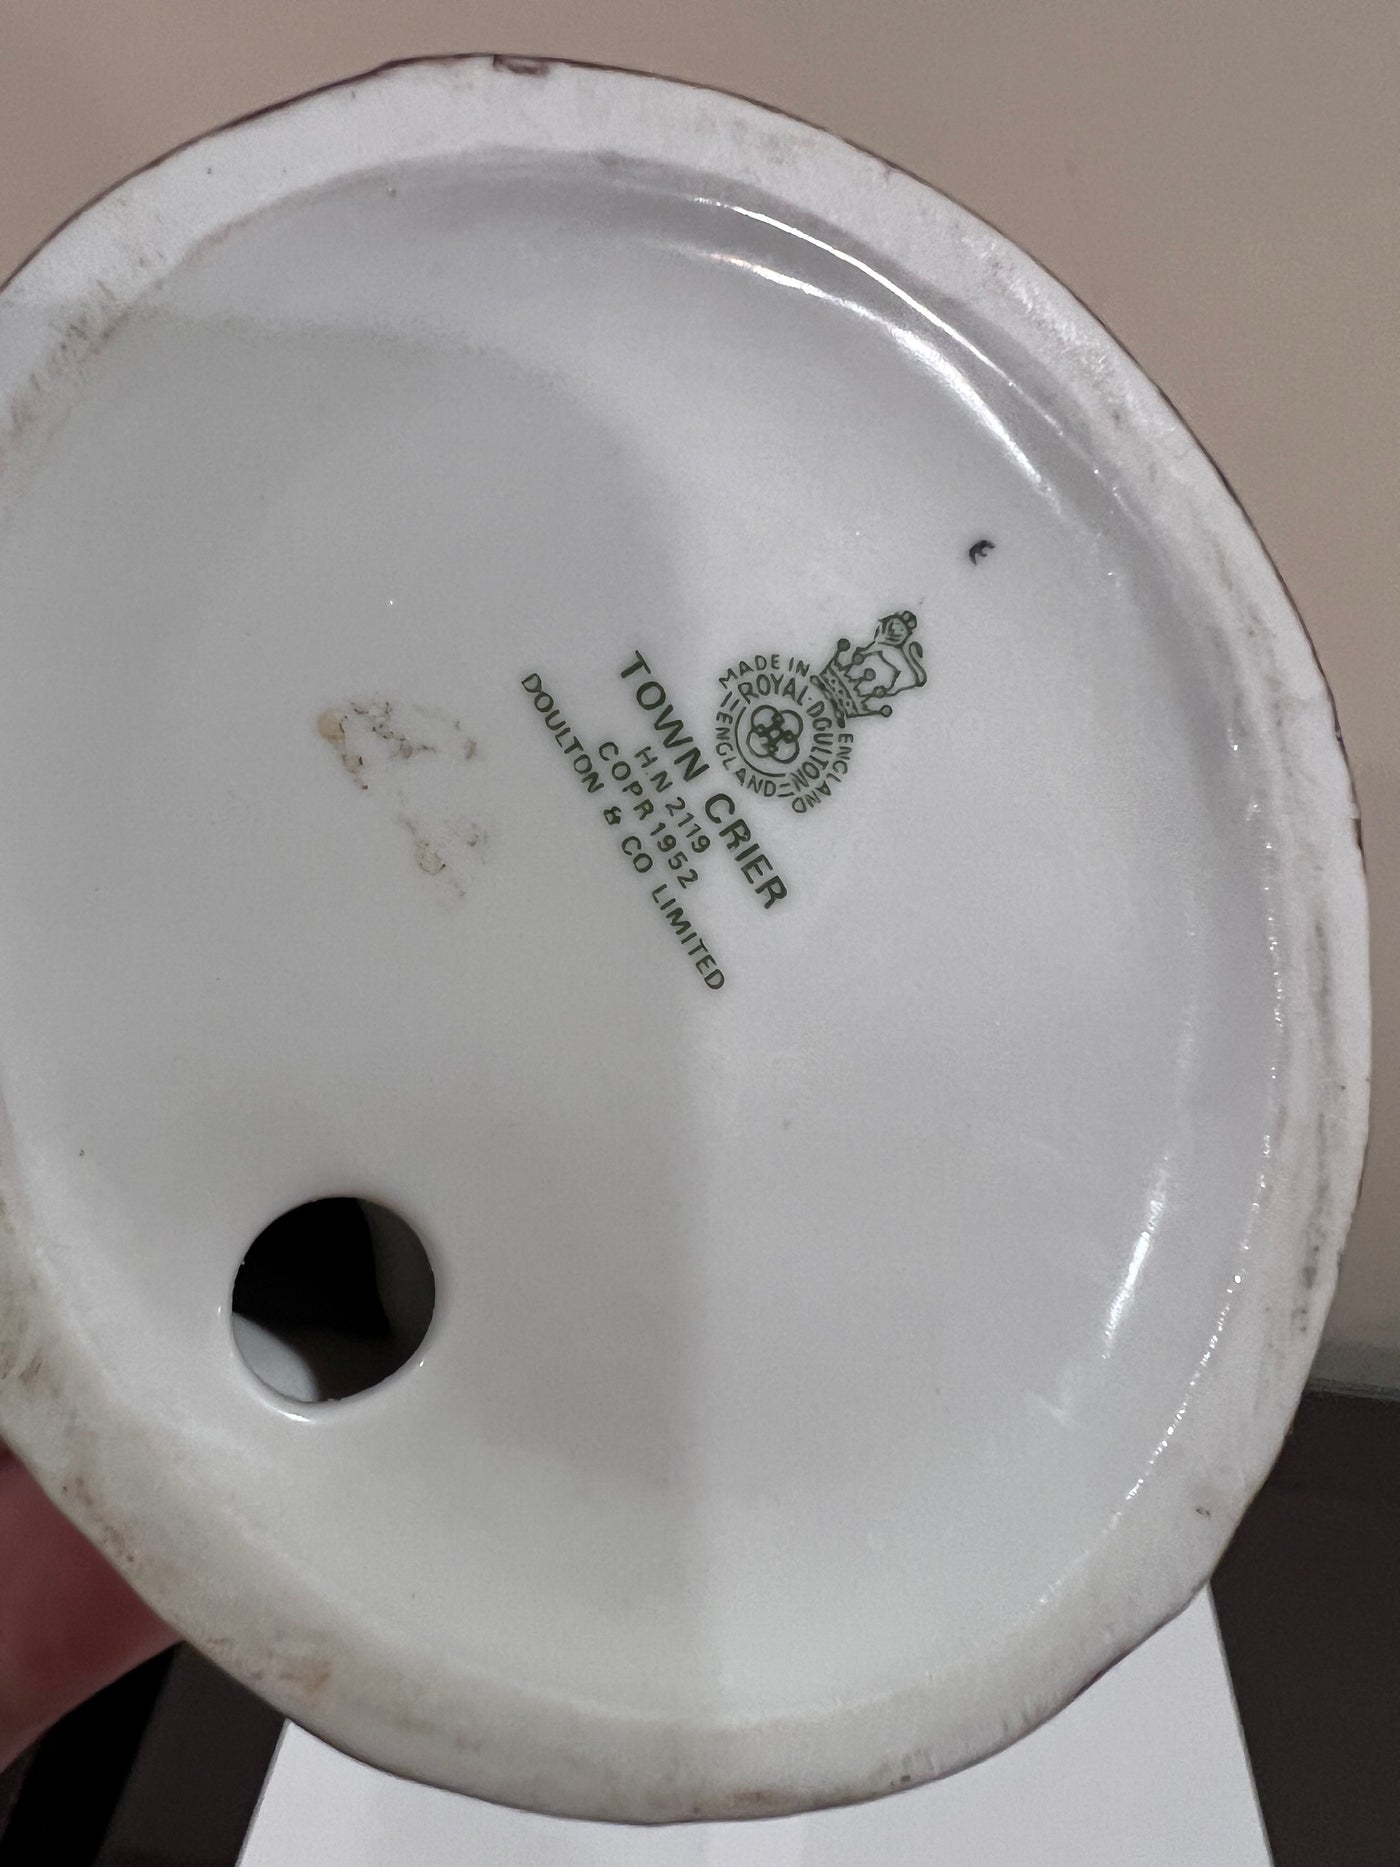 MADE IN ENGLAND
ROYAL·DOULTON
ENGLAND
TOWN CRIER
H.N 2119
COPR 1952
DOULTON & CO LIMITED